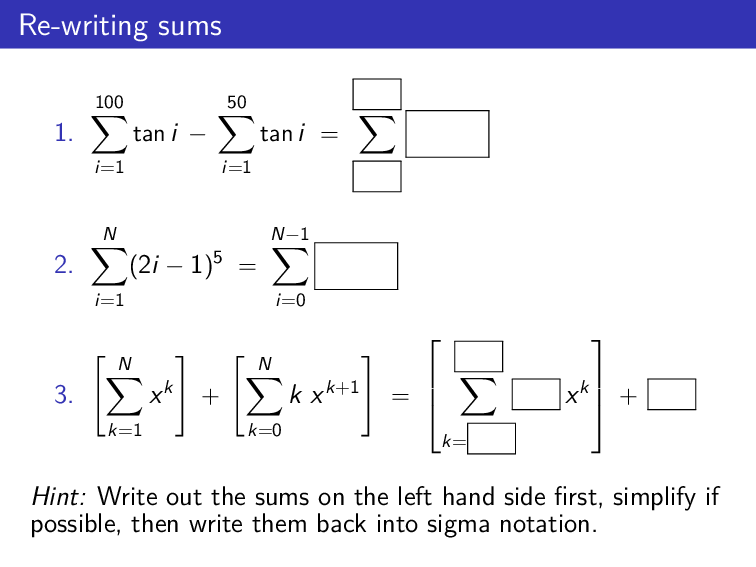 Re-writing sums
1. $\sum_{i=1}^{100} \tan i - \sum_{i=1}^{50} \tan i = \sum_{\square}^{\square} \square$
2. $\sum_{i=1}^{N} (2i-1)^5 = \sum_{i=0}^{N-1} \square$
3. $\left[\sum_{k=1}^{N} x^k\right] + \left[\sum_{k=0}^{N} k \, x^{k+1}\right] = \left[\sum_{k=\square}^{\square} \square x^k\right] + \square$
Hint: Write out the sums on the left hand side first, simplify if
possible, then write them back into sigma notation.